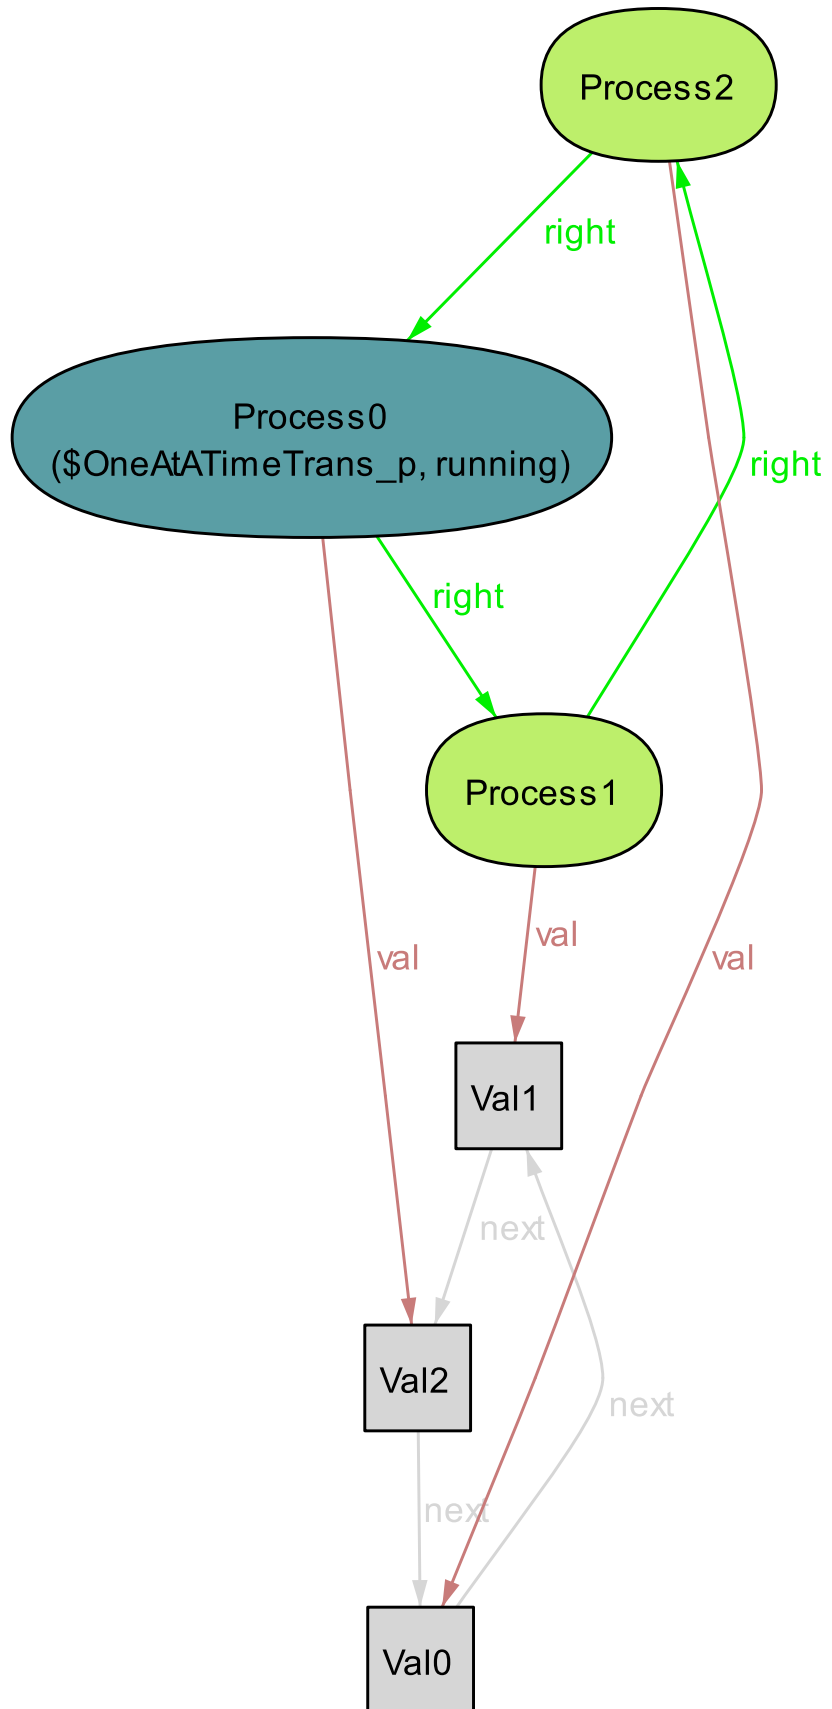 Process2
right
Process0
($OneAtATimeTrans_p, running)
right
right
Process1
val
val
val
Val1
next
Val2
next
next
Val0